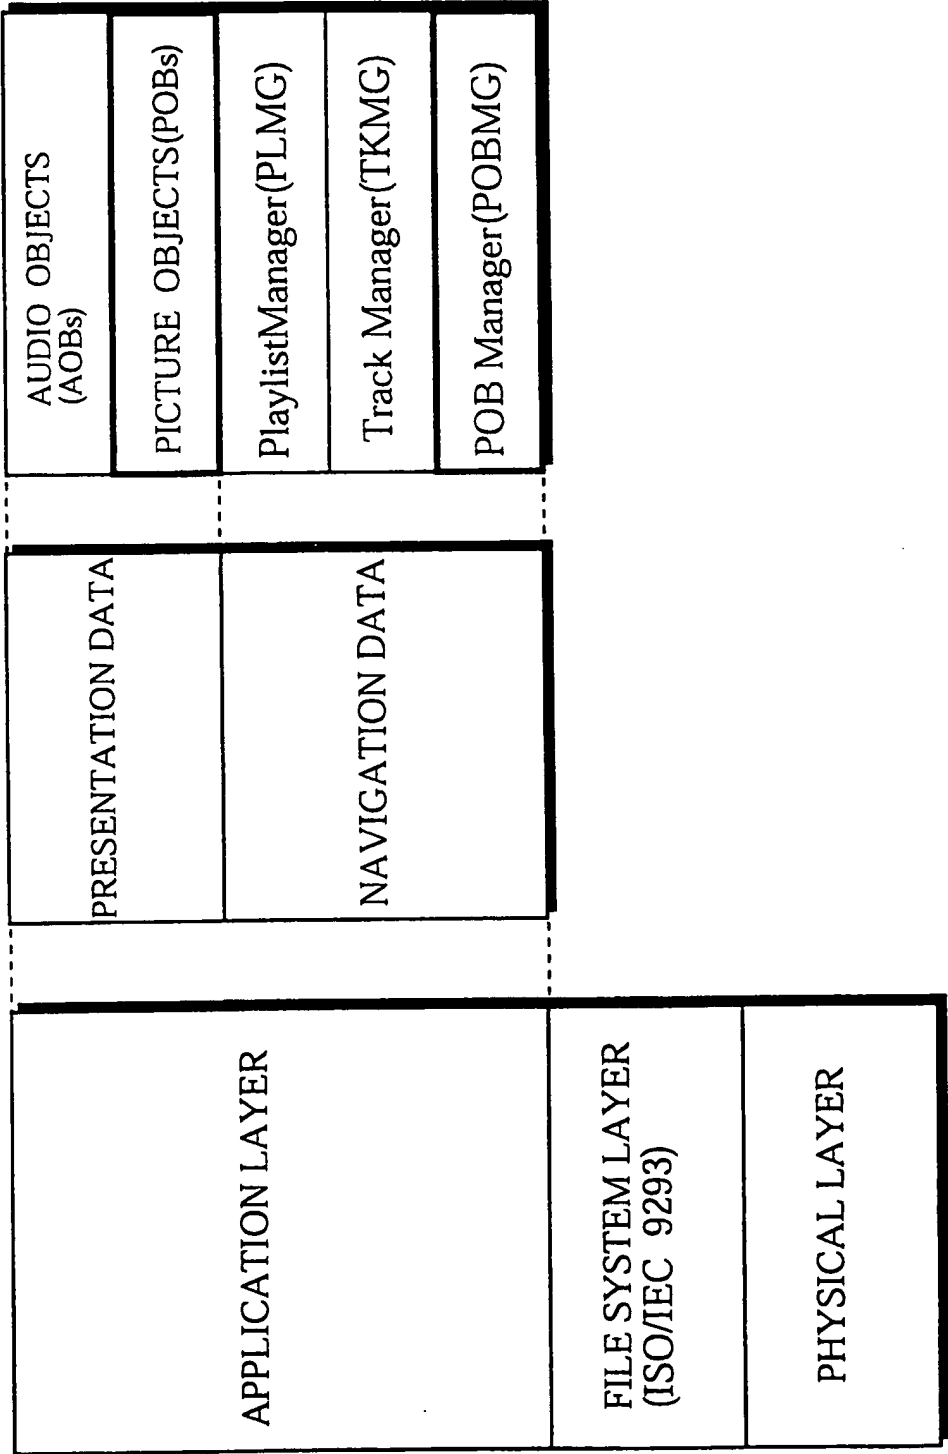 APPLICATION LAYER
FILE SYSTEM LAYER
(ISO/IEC 9293)
PHYSICAL LAYER
PRESENTATION DATA
NAVIGATION DATA
AUDIO OBJECTS
(AOBs)
PICTURE OBJECTS(POBs)
PlaylistManager(PLMG)
Track Manager(TKMG)
POB Manager(POBMG)